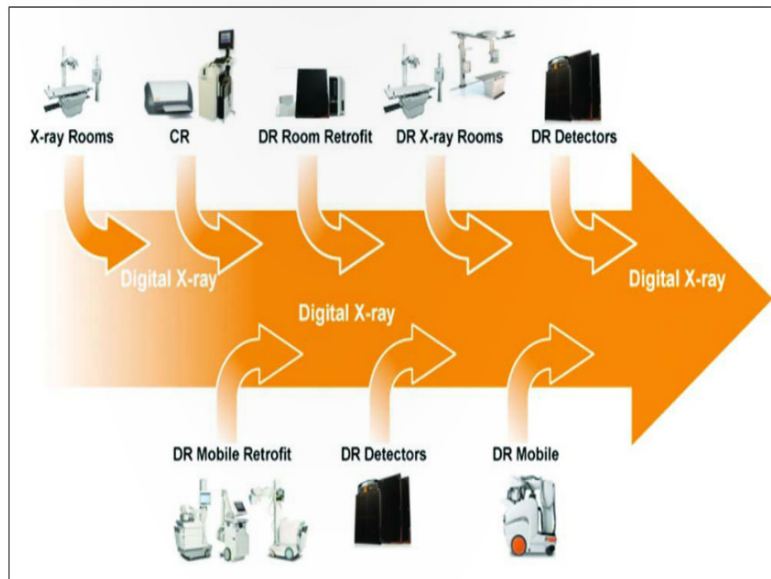 X-ray Rooms
CR
DR Room Retrofit
DR X-ray Rooms
DR Detectors
Digital X-ray
Digital X-ray
Digital X-ray
DR Mobile Retrofit
DR Detectors
DR Mobile